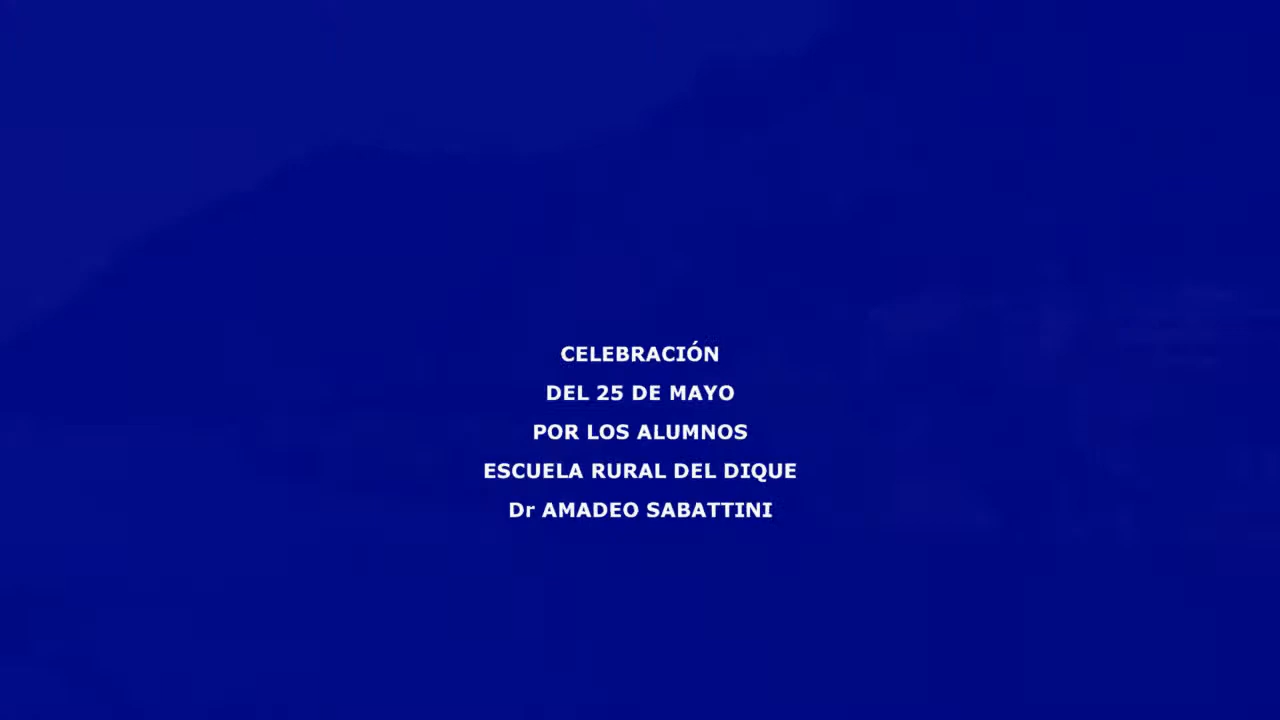 CELEBRACIÓN
DEL 25 DE MAYO
POR LOS ALUMNOS
ESCUELA RURAL DEL DIQUE
Dr AMADEO SABATTINI